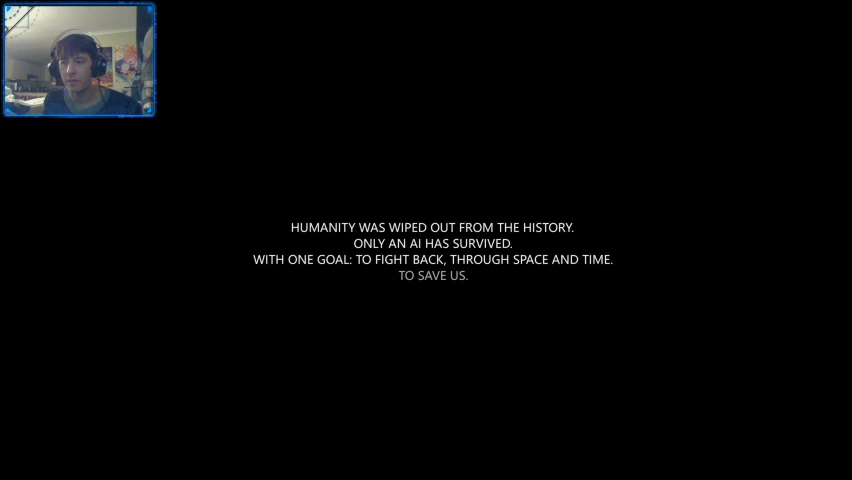 HUMANITY WAS WIPED OUT FROM THE HISTORY.
ONLY AN AI HAS SURVIVED.
WITH ONE GOAL: TO FIGHT BACK, THROUGH SPACE AND TIME.
TO SAVE US.